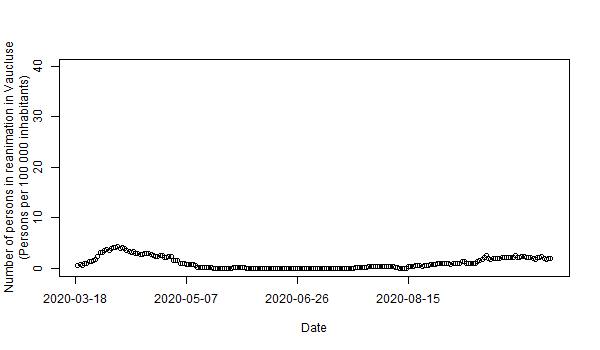 Number of persons in reanimation in Vaucluse
(Persons per 100 000 inhabitants)
40
30
20
10
0
2020-03-18 2020-05-07 2020-06-26 2020-08-15
Date